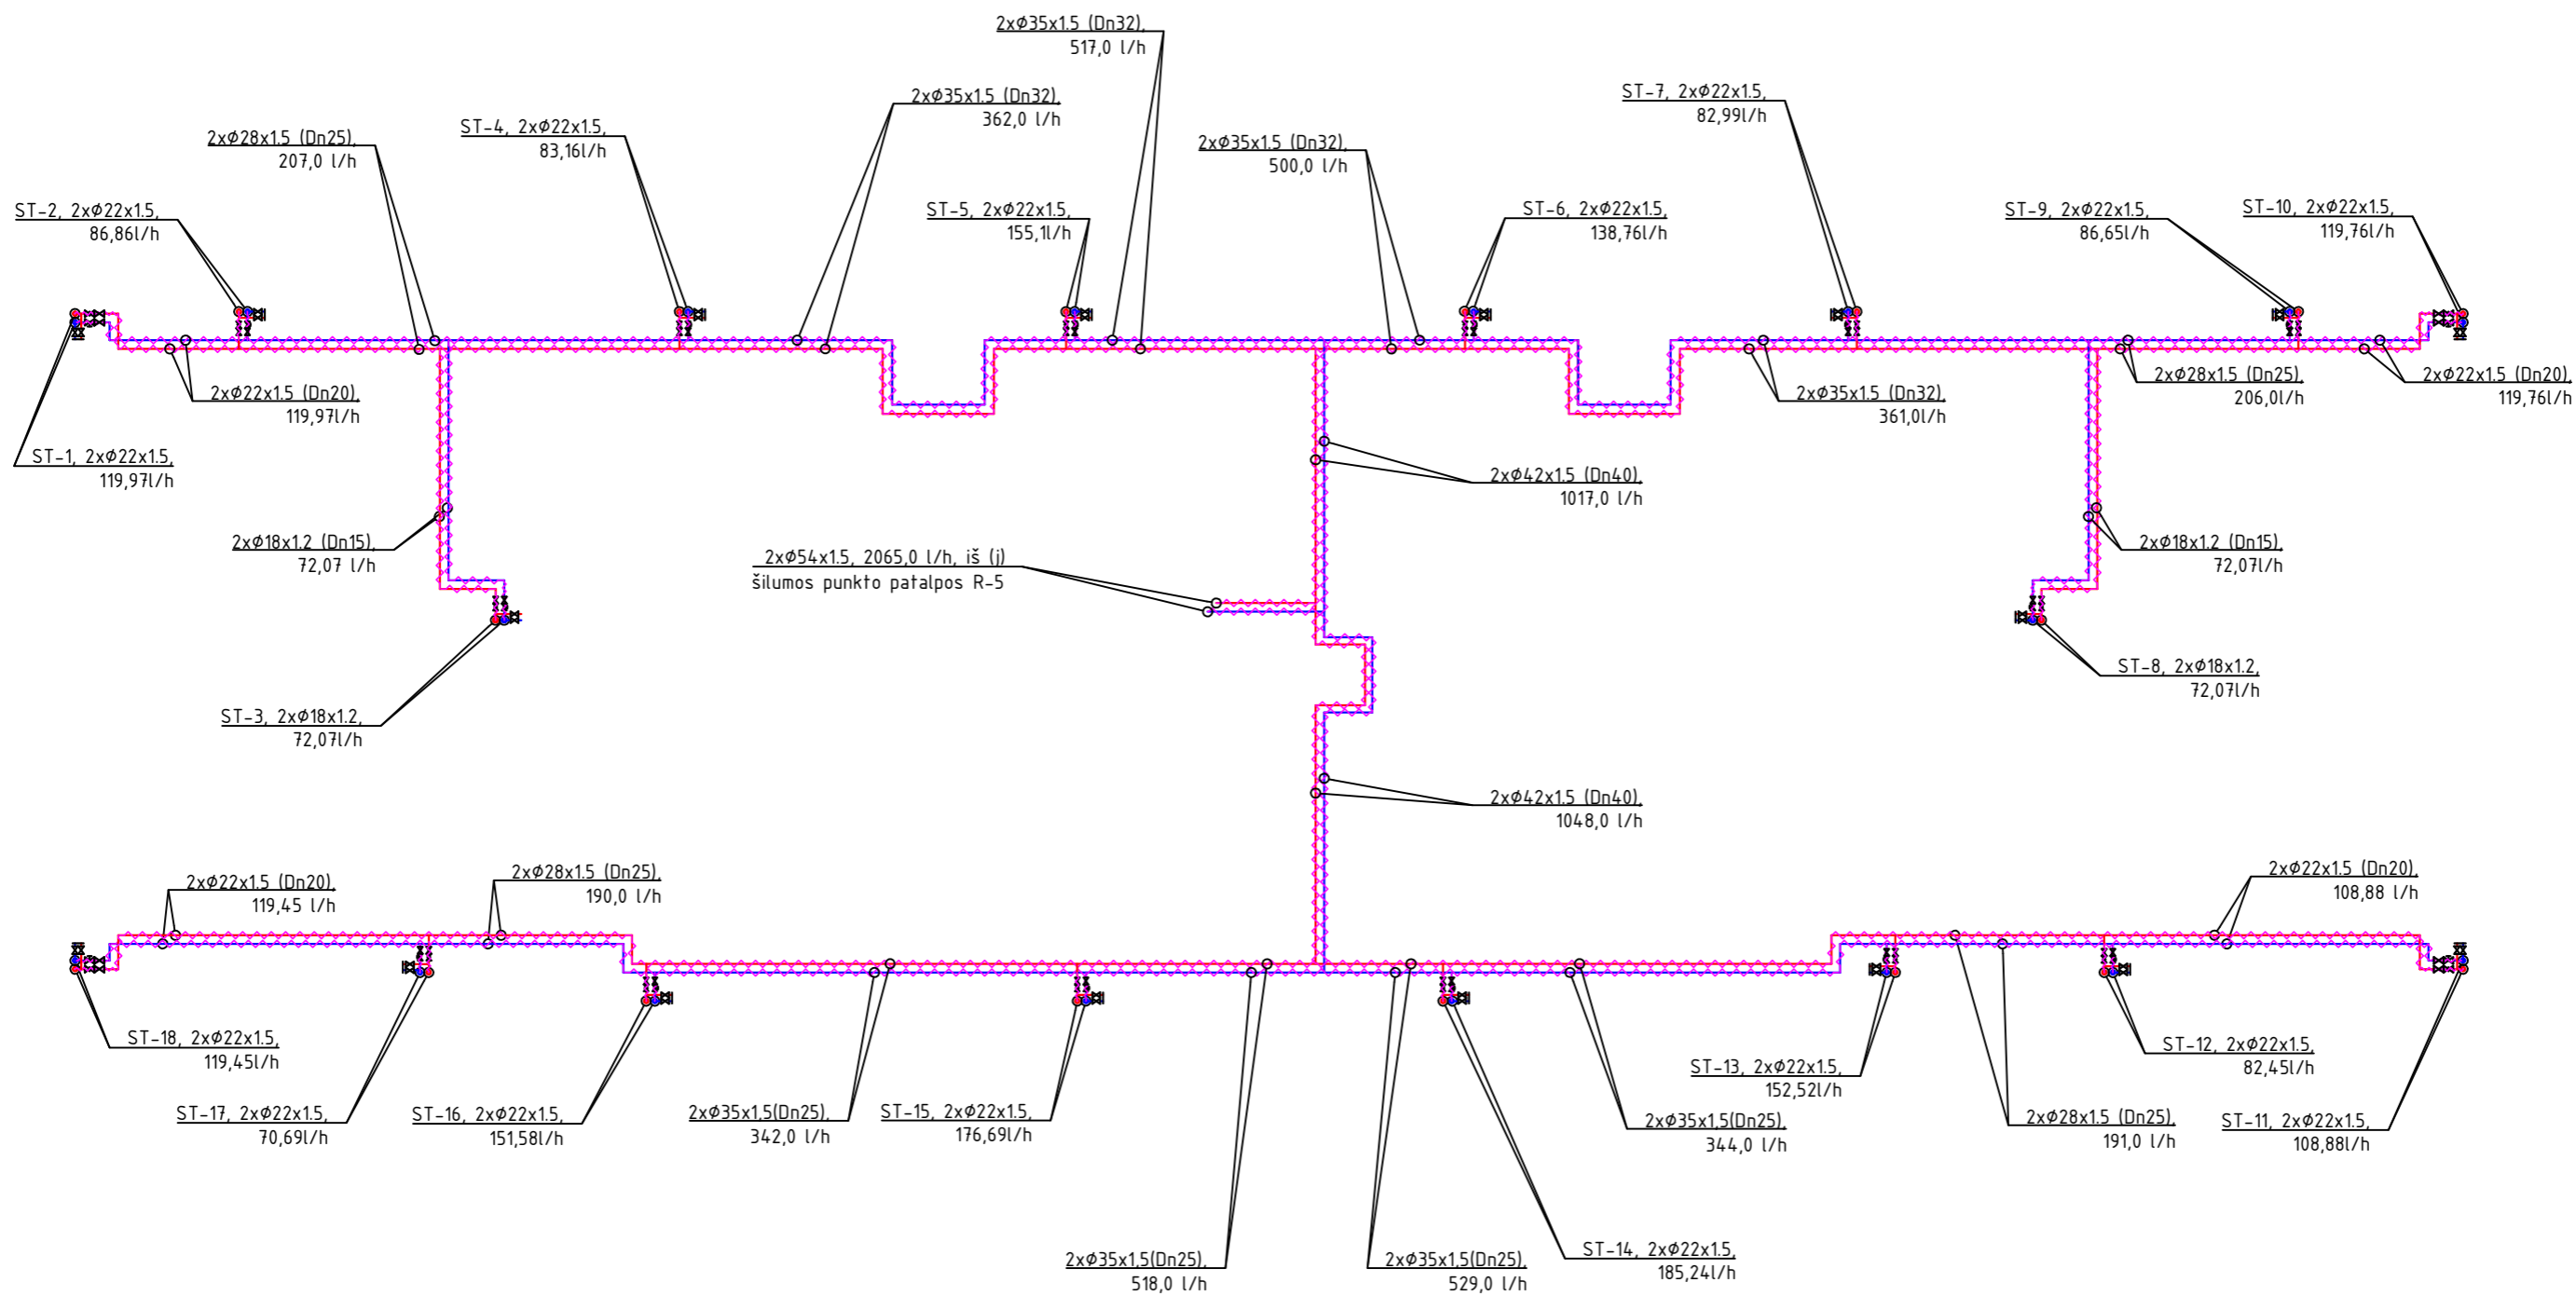 2xϕ35x1.5 (Dn32),
517,0 l/h
2xϕ35x1.5 (Dn32),
362,0 l/h
ST-7, 2xϕ22x1.5,
82,99l/h
ST-4, 2xϕ22x1.5,
83,16l/h
2xϕ28x1.5 (Dn25),
207,0 l/h
2xϕ35x1.5 (Dn32),
500,0 l/h
ST-2, 2xϕ22x1.5,
86,86l/h
ST-5, 2xϕ22x1.5,
155,1l/h
ST-6, 2xϕ22x1.5,
138,76l/h
ST-9, 2xϕ22x1.5,
86,65l/h
ST-10, 2xϕ22x1.5,
119,76l/h
2xϕ22x1.5 (Dn20),
119,97l/h
2xϕ35x1.5 (Dn32),
361,0l/h
2xϕ28x1.5 (Dn25),
206,0l/h
2xϕ22x1.5 (Dn20),
119,76l/h
ST-1, 2xϕ22x1.5,
119,97l/h
2xϕ42x1.5 (Dn40),
1017,0 l/h
2xϕ18x1.2 (Dn15),
72,07 l/h
2xϕ54x1.5, 2065,0 l/h, iš (į)
šilumos punkto patalpos R-5
2xϕ18x1.2 (Dn15),
72,07l/h
ST-8, 2xϕ18x1.2,
72,07l/h
ST-3, 2xϕ18x1.2,
72,07l/h
2xϕ42x1.5 (Dn40),
1048,0 l/h
2xϕ22x1.5 (Dn20),
119,45 l/h
2xϕ28x1.5 (Dn25),
190,0 l/h
2xϕ22x1.5 (Dn20),
108,88 l/h
ST-18, 2xϕ22x1.5,
119,45l/h
ST-12, 2xϕ22x1.5,
82,45l/h
ST-13, 2xϕ22x1.5,
152,52l/h
ST-17, 2xϕ22x1.5,
70,69l/h
ST-16, 2xϕ22x1.5,
151,58l/h
2xϕ35x1,5(Dn25),
342,0 l/h
ST-15, 2xϕ22x1.5,
176,69l/h
2xϕ35x1,5(Dn25),
344,0 l/h
2xϕ28x1.5 (Dn25),
191,0 l/h
ST-11, 2xϕ22x1.5,
108,88l/h
2xϕ35x1,5(Dn25),
518,0 l/h
2xϕ35x1,5(Dn25),
529,0 l/h
ST-14, 2xϕ22x1.5,
185,24l/h